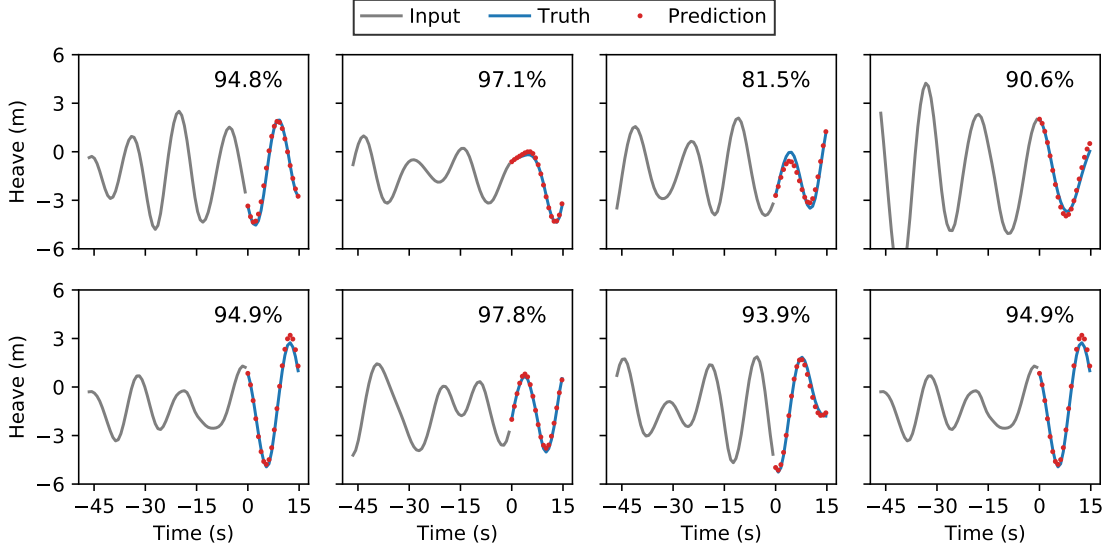 Input Truth Prediction
94.8% 97.1% 81.5% 90.6%
6
3
0
−3
−6
Heave (m)
94.9% 97.8% 93.9% 94.9%
6
3
0
−3
−6
Heave (m)
−45 −30 −15 0 15 −45 −30 −15 0 15 −45 −30 −15 0 15 −45 −30 −15 0 15
Time (s) Time (s) Time (s) Time (s)